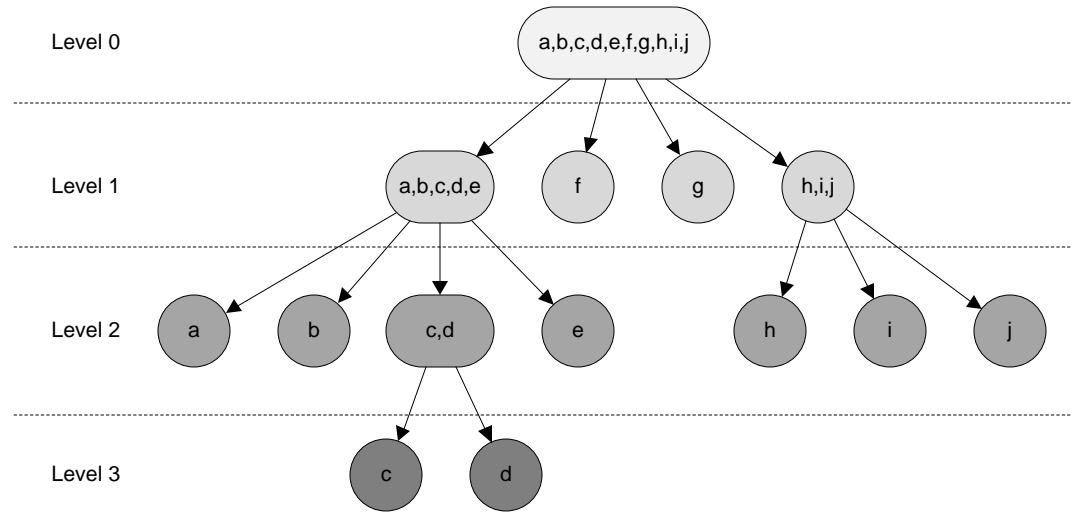 Level 0
a,b,c,d,e,f,g,h,i,j
Level 1
a,b,c,d,e
f
g
h,i,j
Level 2
a
b
c,d
e
h
i
j
Level 3
c
d